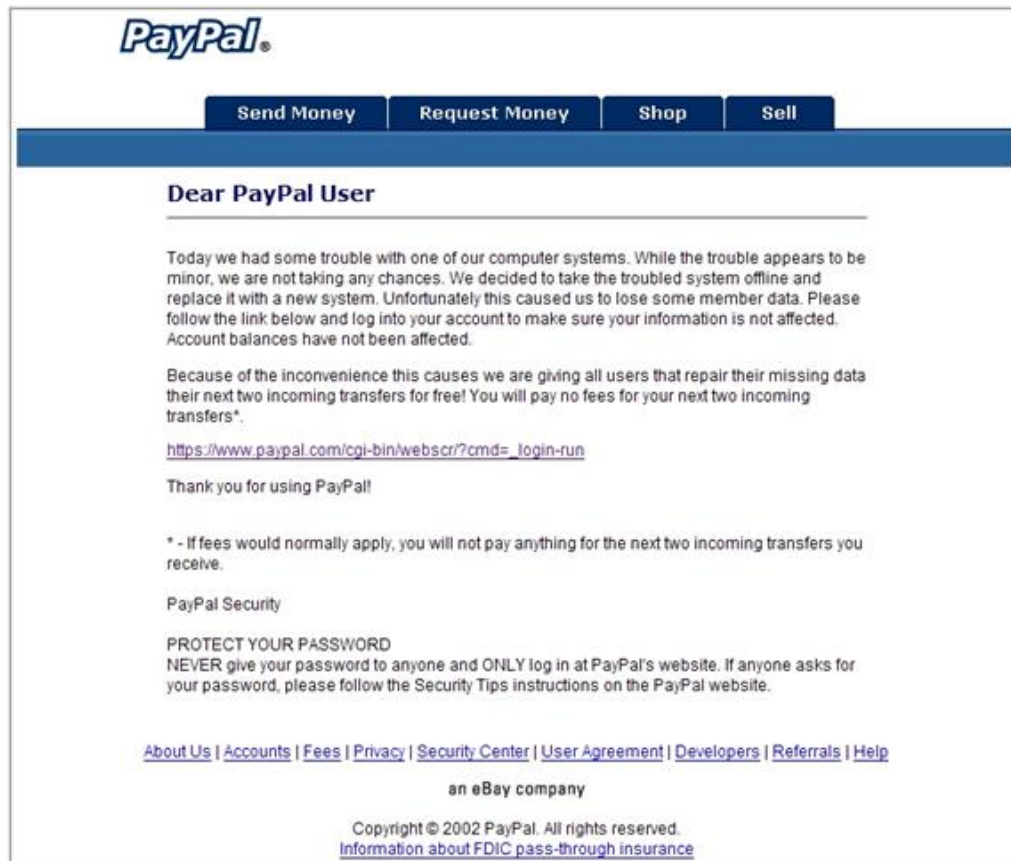 PayPal®
Send Money Request Money Shop Sell
Dear PayPal User
Today we had some trouble with one of our computer systems. While the trouble appears to be
minor, we are not taking any chances. We decided to take the troubled system offline and
replace it with a new system. Unfortunately this caused us to lose some member data. Please
follow the link below and log into your account to make sure your information is not affected.
Account balances have not been affected.
Because of the inconvenience this causes we are giving all users that repair their missing data
their next two incoming transfers for free! You will pay no fees for your next two incoming
transfers*.
https://www.paypal.com/cgi-bin/webscr/?cmd=_login-run
Thank you for using PayPal!
* - If fees would normally apply, you will not pay anything for the next two incoming transfers you
receive.
PayPal Security
PROTECT YOUR PASSWORD
NEVER give your password to anyone and ONLY log in at PayPal's website. If anyone asks for
your password, please follow the Security Tips instructions on the PayPal website.
About Us | Accounts | Fees | Privacy | Security Center | User Agreement | Developers | Referrals | Help
an eBay company
Copyright © 2002 PayPal. All rights reserved.
Information about FDIC pass-through insurance